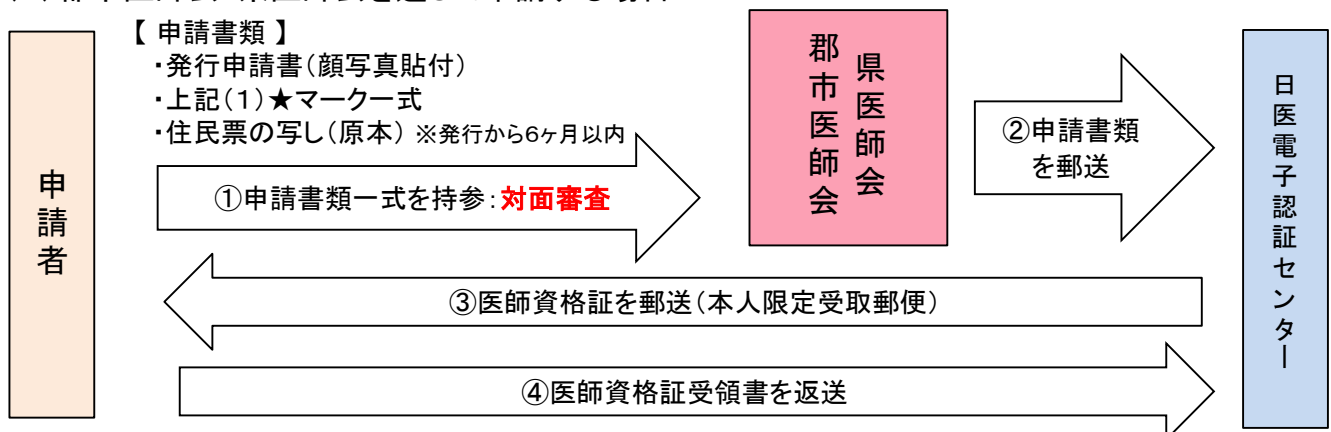 【 申請書類 】
・発行申請書(顔写真貼付)
・上記(1)★マーク一式
・住民票の写し(原本) ※発行から6ヶ月以内
申請者
①申請書類一式を持参:対面審査
県医師会
郡市医師会
②申請書類
を郵送
日医電子認証センター
③医師資格証を郵送(本人限定受取郵便)
④医師資格証受領書を返送